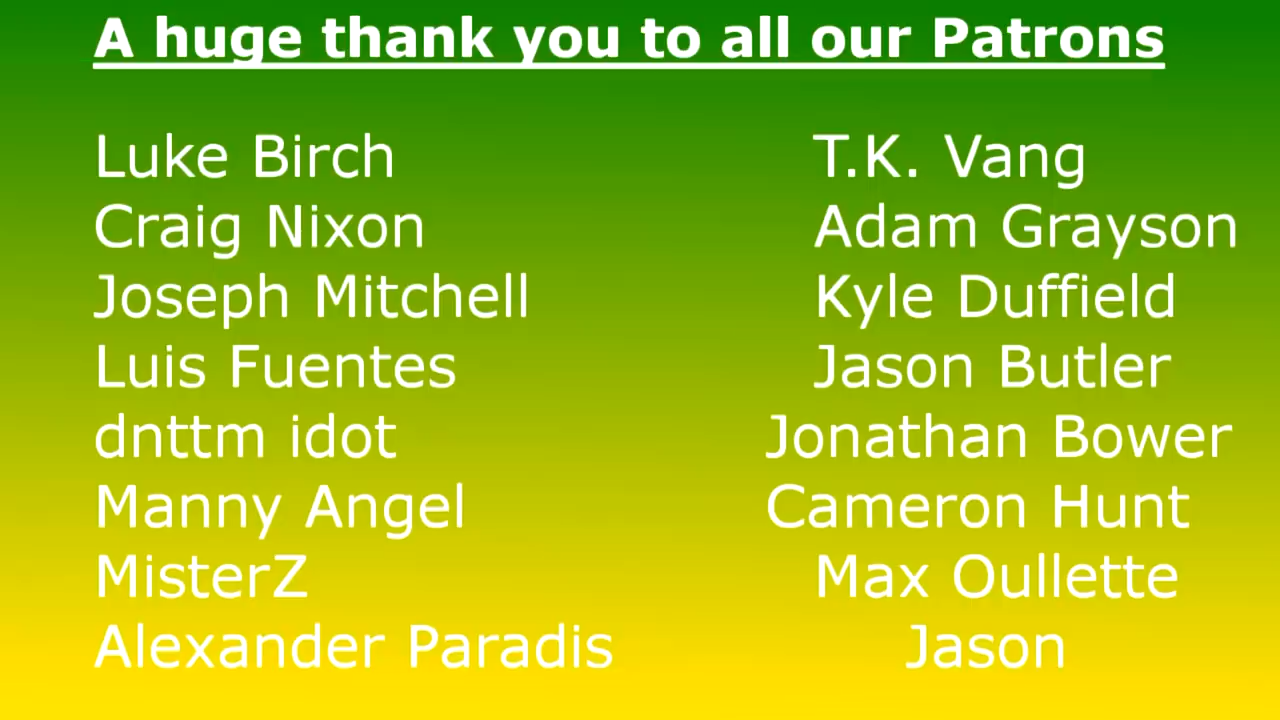 A huge thank you to all our Patrons
Luke Birch T.K. Vang
Craig Nixon Adam Grayson
Joseph Mitchell Kyle Duffield
Luis Fuentes Jason Butler
dnttm idot Jonathan Bower
Manny Angel Cameron Hunt
MisterZ Max Oullette
Alexander Paradis Jason